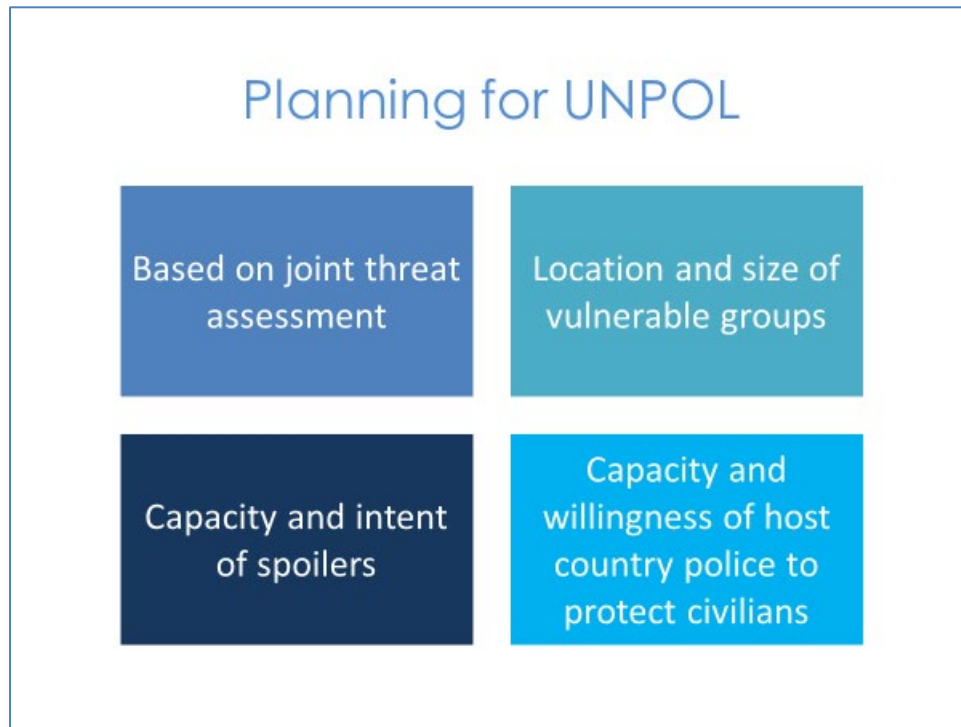 Planning for UNPOL
Based on joint threat
assessment
Location and size of
vulnerable groups
Capacity and intent
of spoilers
Capacity and
willingness of host
country police to
protect civilians